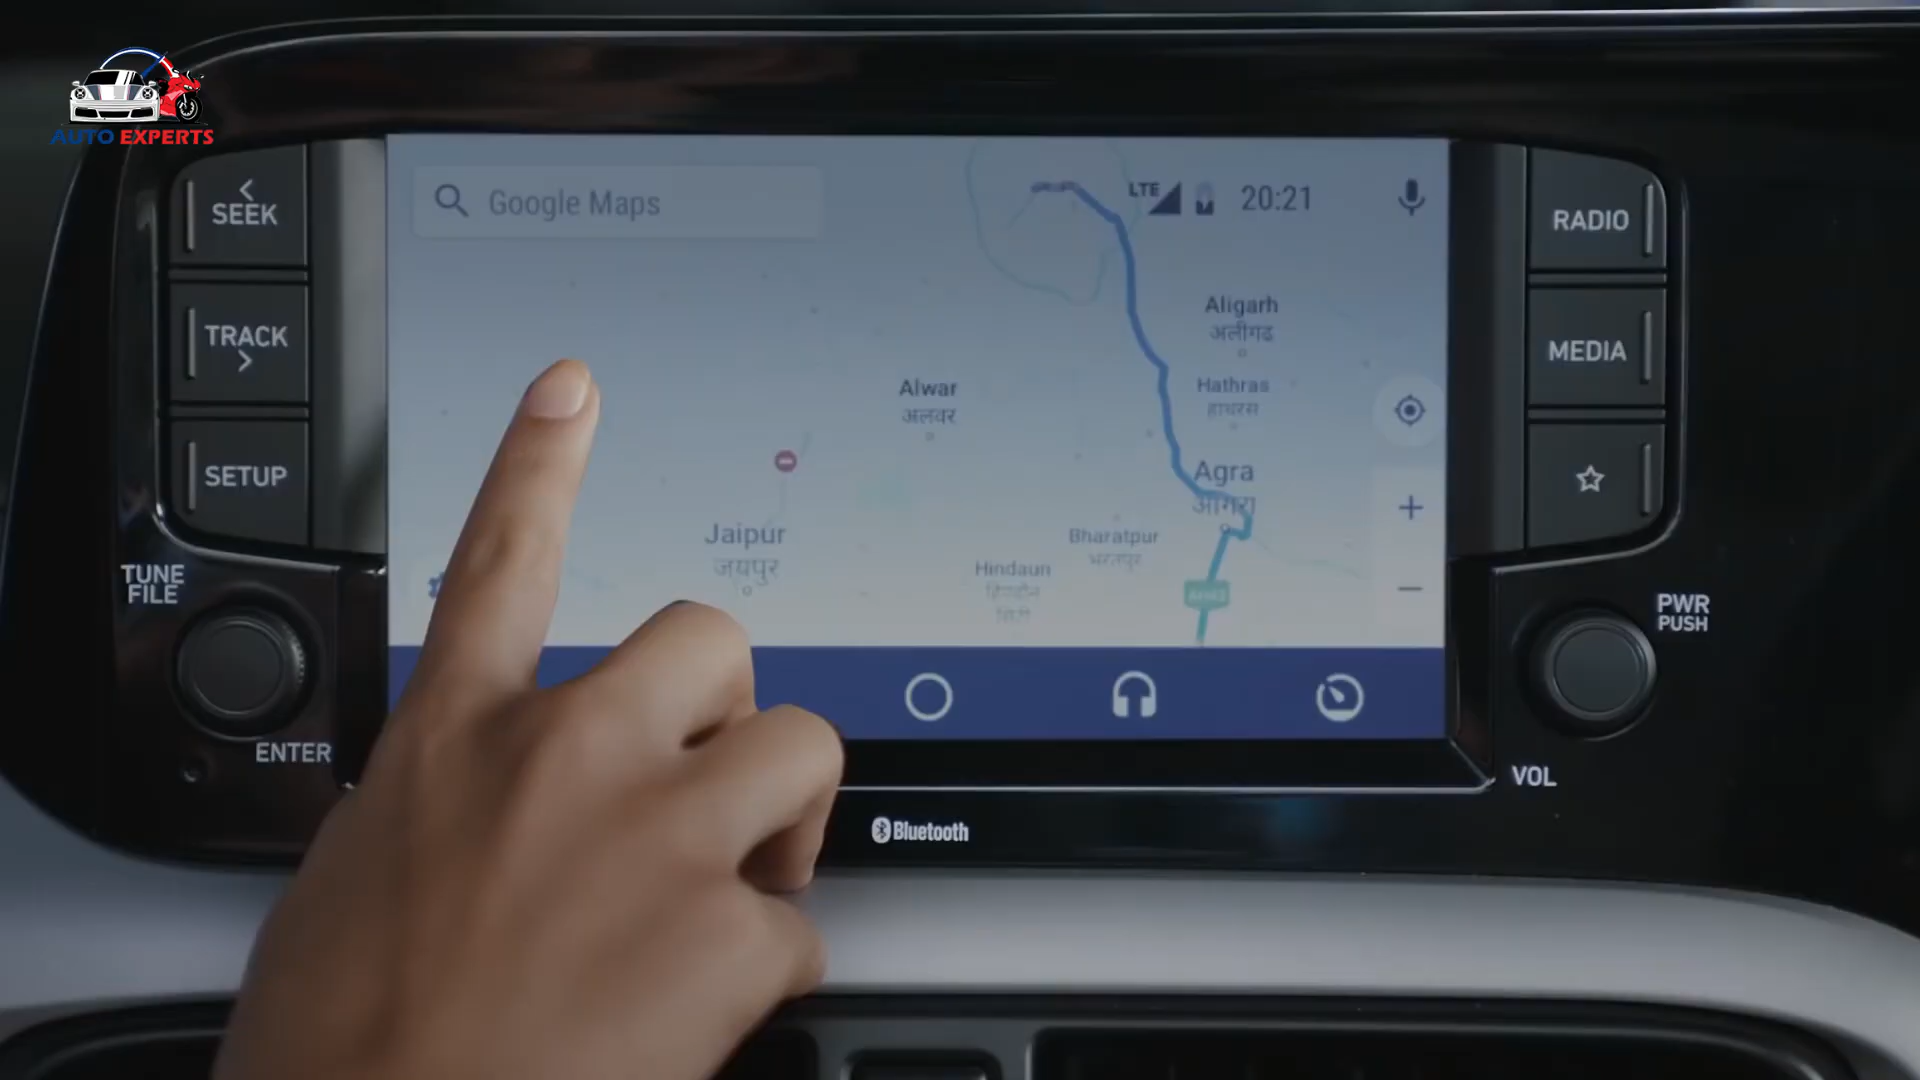 AUTO EXPERTS
SEEK
TRACK
SETUP
TUNE
FILE
ENTER
Google Maps
LTE
20:21
Aligarh
अलीगढ
Alwar
अलवर
Hathras
हाथरस
Agra
आगरा
Jaipur
जयपुर
Bharatpur
भरतपुर
Hindaun
हिण्डौन
सिटी
RADIO
MEDIA
PWR
PUSH
VOL
Bluetooth